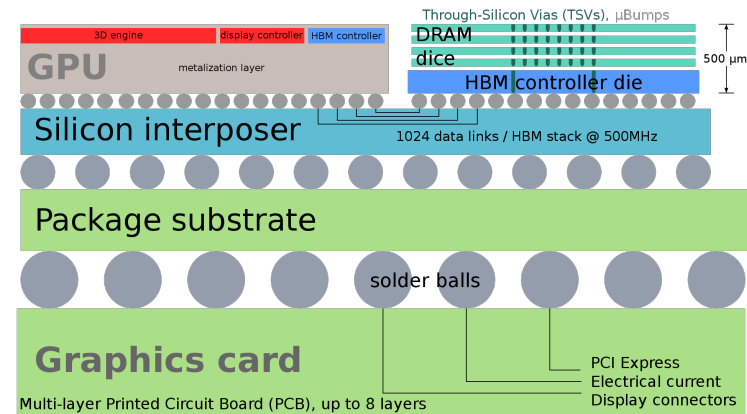 Through-Silicon Vias (TSVs), µBumps
3D engine
display controller
HBM controller
DRAM
dice
500 µm
GPU
metalization layer
HBM controller die
Silicon interposer
1024 data links / HBM stack @ 500MHz
Package substrate
solder balls
Graphics card
PCI Express
Electrical current
Display connectors
Multi-layer Printed Circuit Board (PCB), up to 8 layers